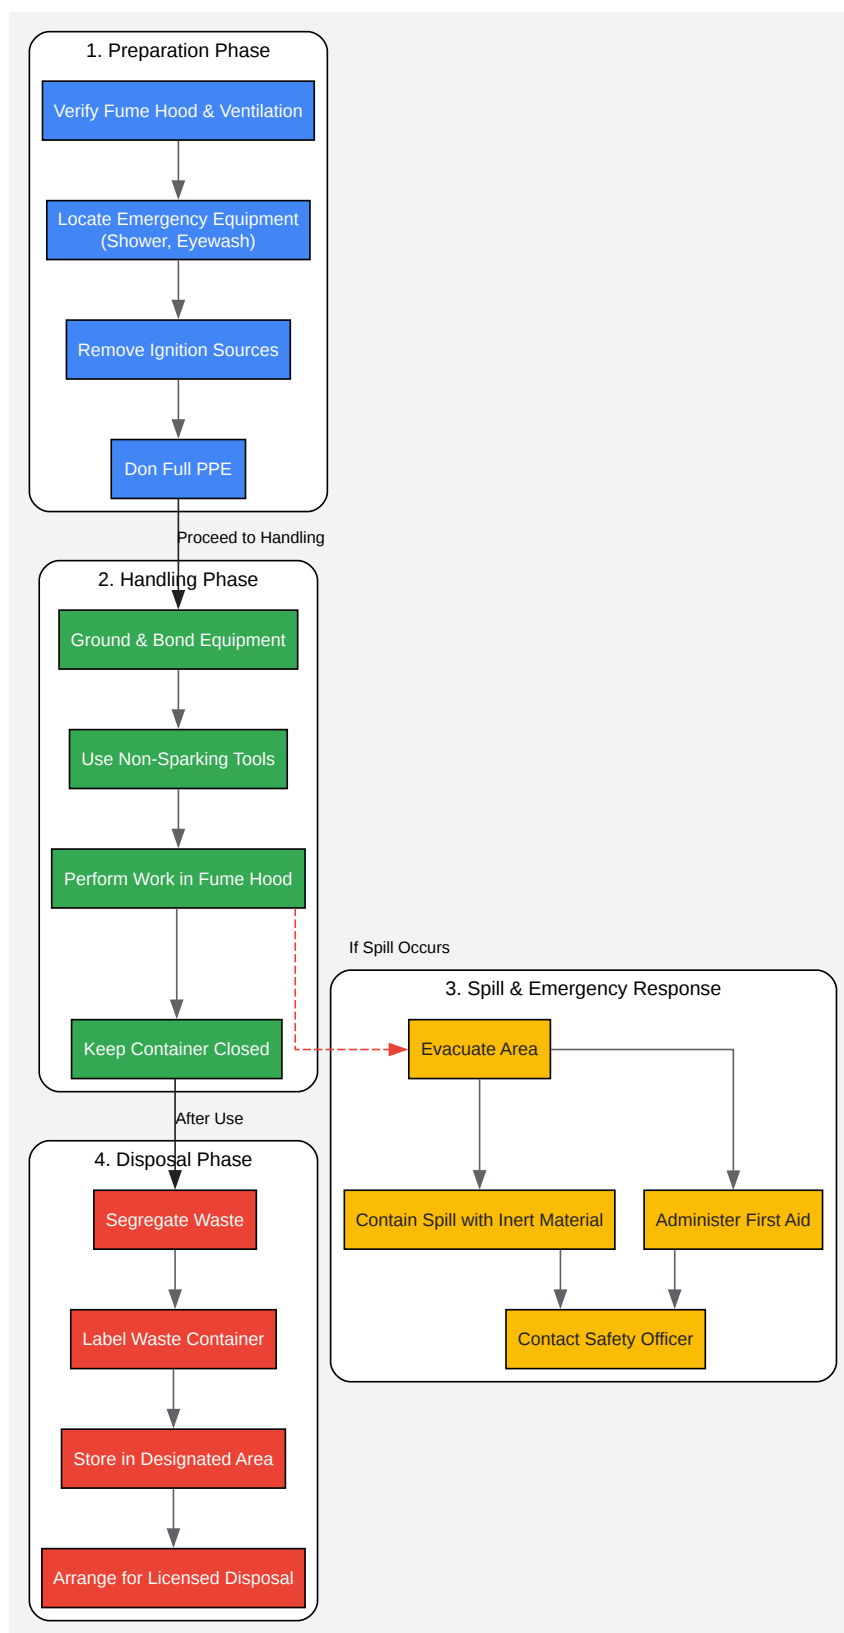 1. Preparation Phase
Verify Fume Hood & Ventilation
Locate Emergency Equipment
(Shower, Eyewash)
Remove Ignition Sources
Don Full PPE
Proceed to Handling
2. Handling Phase
Ground & Bond Equipment
Use Non-Sparking Tools
Perform Work in Fume Hood
Keep Container Closed
If Spill Occurs
3. Spill & Emergency Response
Evacuate Area
Contain Spill with Inert Material
Administer First Aid
Contact Safety Officer
After Use
4. Disposal Phase
Segregate Waste
Label Waste Container
Store in Designated Area
Arrange for Licensed Disposal